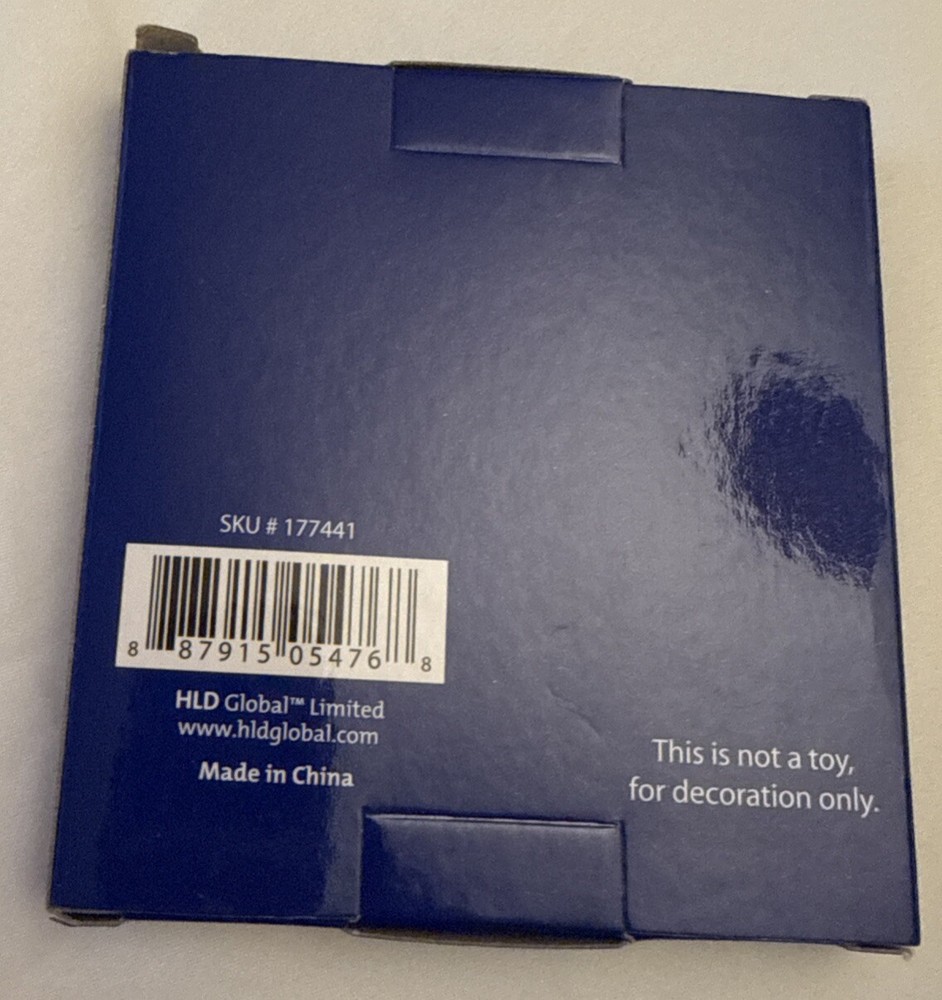 SKU # 177441
8 87915 05476 8
HLD Global™ Limited
www.hldglobal.com
Made in China
This is not a toy,
for decoration only.